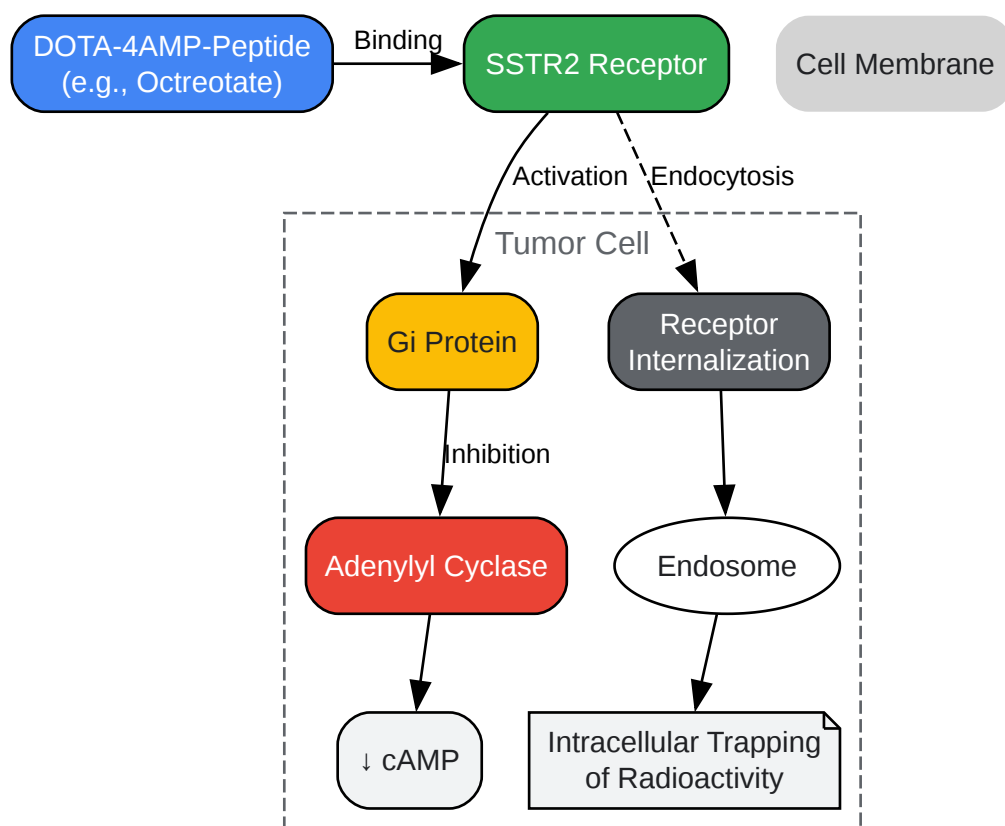 DOTA-4AMP-Peptide
(e.g., Octreotate)
Binding
SSTR2 Receptor
Cell Membrane
Activation
Endocytosis
Tumor Cell
Gi Protein
Receptor
Internalization
Inhibition
Adenylyl Cyclase
Endosome
↓ cAMP
Intracellular Trapping
of Radioactivity